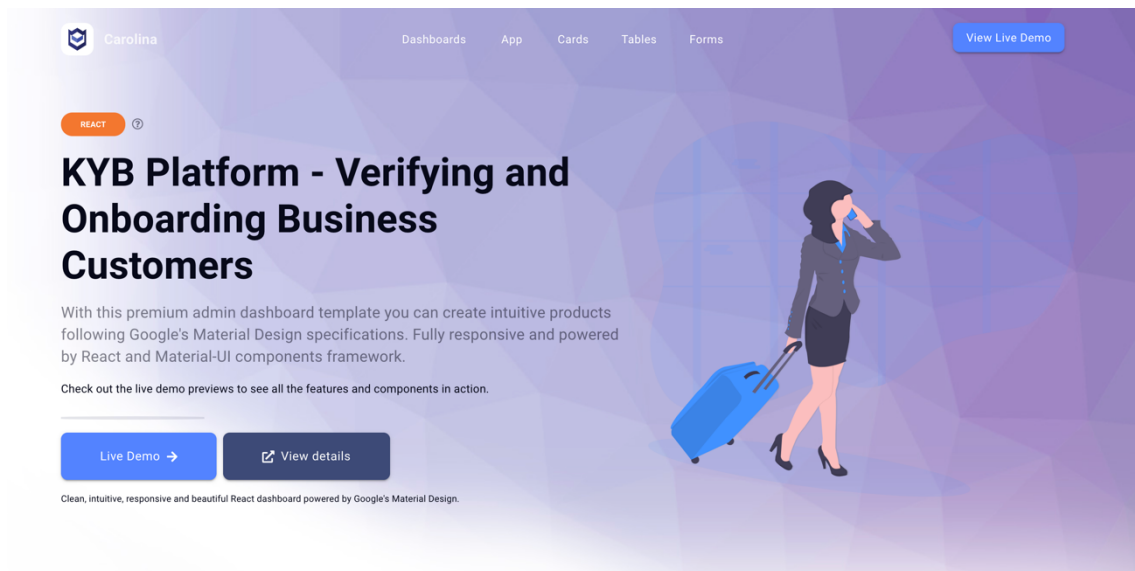 Carolina
Dashboards
App
Cards
Tables
Forms
View Live Demo
REACT
KYB Platform - Verifying and
Onboarding Business
Customers
With this premium admin dashboard template you can create intuitive products
following Google's Material Design specifications. Fully responsive and powered
by React and Material-UI components framework.
Check out the live demo previews to see all the features and components in action.
Live Demo
View details
Clean, intuitive, responsive and beautiful React dashboard powered by Google's Material Design.